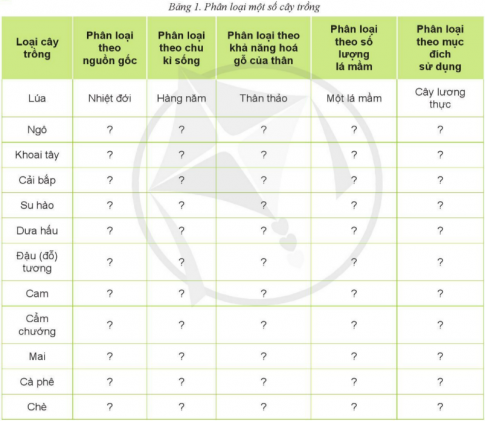 Bảng 1. Phân loại một số cây trồng
Loại cây trồng | Phân loại theo nguồn gốc | Phân loại theo chu kì sống | Phân loại theo khả năng hoá gỗ của thân | Phân loại theo số lượng lá mầm | Phân loại theo mục đích sử dụng
Lúa | Nhiệt đới | Hàng năm | Thân thảo | Một lá mầm | Cây lương thực
Ngô | ? | ? | ? | ? | ?
Khoai tây | ? | ? | ? | ? | ?
Cải bắp | ? | ? | ? | ? | ?
Su hào | ? | ? | ? | ? | ?
Dưa hấu | ? | ? | ? | ? | ?
Đậu (đỗ) tương | ? | ? | ? | ? | ?
Cam | ? | ? | ? | ? | ?
Cẩm chướng | ? | ? | ? | ? | ?
Mai | ? | ? | ? | ? | ?
Cà phê | ? | ? | ? | ? | ?
Chè | ? | ? | ? | ? | ?